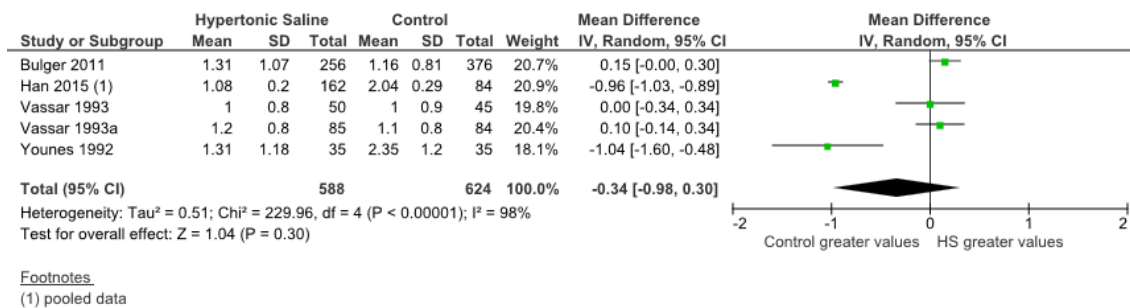 Hypertonic Saline Control Mean Difference Mean Difference
Study or Subgroup Mean SD Total Mean SD Total Weight IV, Random, 95% CI IV, Random, 95% CI
Bulger 2011 1.31 1.07 256 1.16 0.81 376 20.7% 0.15 [-0.00, 0.30]
Han 2015 (1) 1.08 0.2 162 2.04 0.29 84 20.9% -0.96 [-1.03, -0.89]
Vassar 1993 1 0.8 50 1 0.9 45 19.8% 0.00 [-0.34, 0.34]
Vassar 1993a 1.2 0.8 85 1.1 0.8 84 20.4% 0.10 [-0.14, 0.34]
Younes 1992 1.31 1.18 35 2.35 1.2 35 18.1% -1.04 [-1.60, -0.48]
Total (95% CI) 588 624 100.0% -0.34 [-0.98, 0.30]
Heterogeneity: Tau² = 0.51; Chi² = 229.96, df = 4 (P < 0.00001); I² = 98%
Test for overall effect: Z = 1.04 (P = 0.30)
-2 -1 0 1 2
Control greater values HS greater values
Footnotes
(1) pooled data